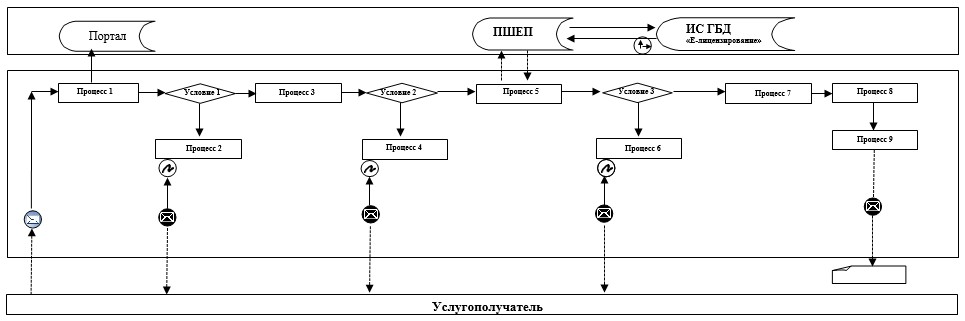 Портал
ПШЕП
ИС ГБД
«Е-лицензирование»
Процесс 1
Условие 1
Процесс 3
Условие 2
Процесс 5
Условие 3
Процесс 7
Процесс 8
Процесс 2
Процесс 4
Процесс 6
Процесс 9
Услугополучатель